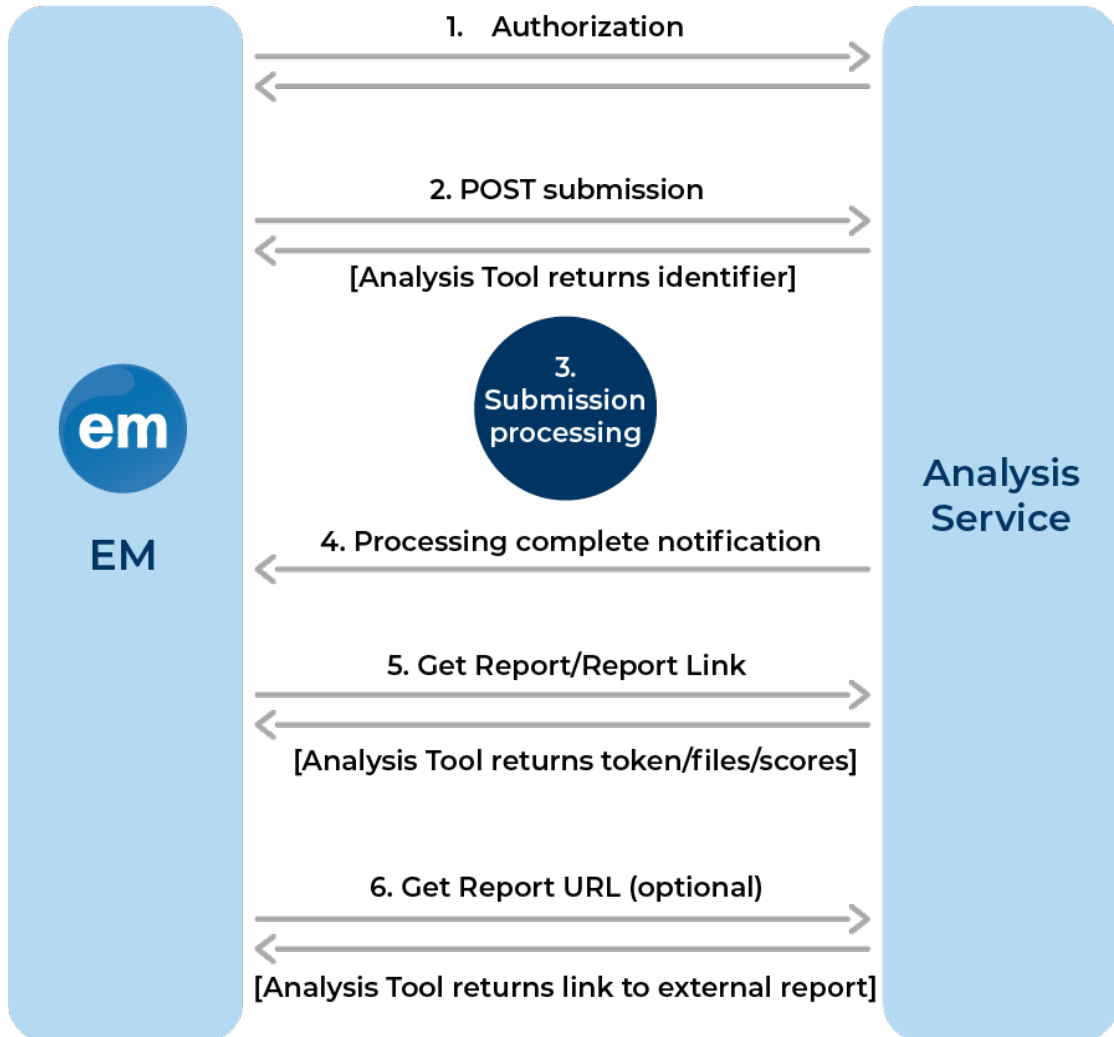 1. Authorization
2. POST submission
[Analysis Tool returns identifier]
3.
Submission
processing
em
EM
Analysis
Service
4. Processing complete notification
5. Get Report/Report Link
[Analysis Tool returns token/files/scores]
6. Get Report URL (optional)
[Analysis Tool returns link to external report]